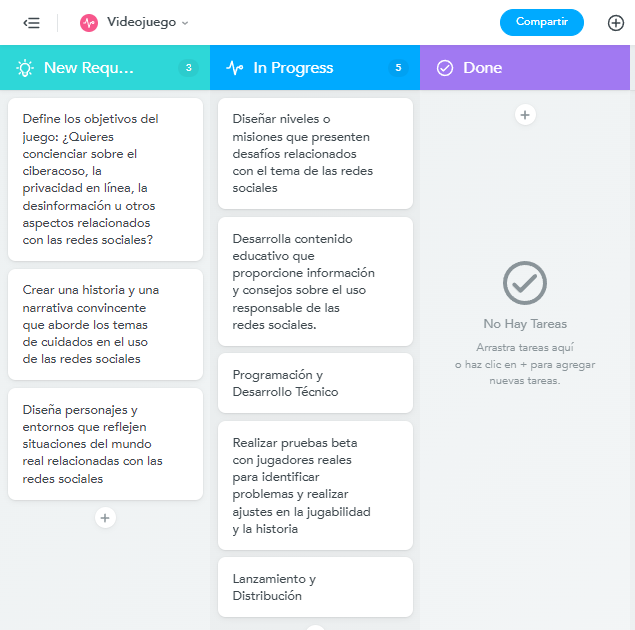 Videojuego
Compartir
New Requ...
3
Define los objetivos del
juego: ¿Quieres
concienciar sobre el
ciberacoso, la
privacidad en línea, la
desinformación u otros
aspectos relacionados
con las redes sociales?
Crear una historia y una
narrativa convincente
que aborde los temas
de cuidados en el uso
de las redes sociales
Diseña personajes y
entornos que reflejen
situaciones del mundo
real relacionadas con las
redes sociales
In Progress
5
Diseñar niveles o
misiones que presenten
desafíos relacionados
con el tema de las redes
sociales
Desarrolla contenido
educativo que
proporcione información
y consejos sobre el uso
responsable de las
redes sociales.
Programación y
Desarrollo Técnico
Realizar pruebas beta
con jugadores reales
para identificar
problemas y realizar
ajustes en la jugabilidad
y la historia
Lanzamiento y
Distribución
Done
No Hay Tareas
Arrastra tareas aquí
o haz clic en + para agregar
nuevas tareas.